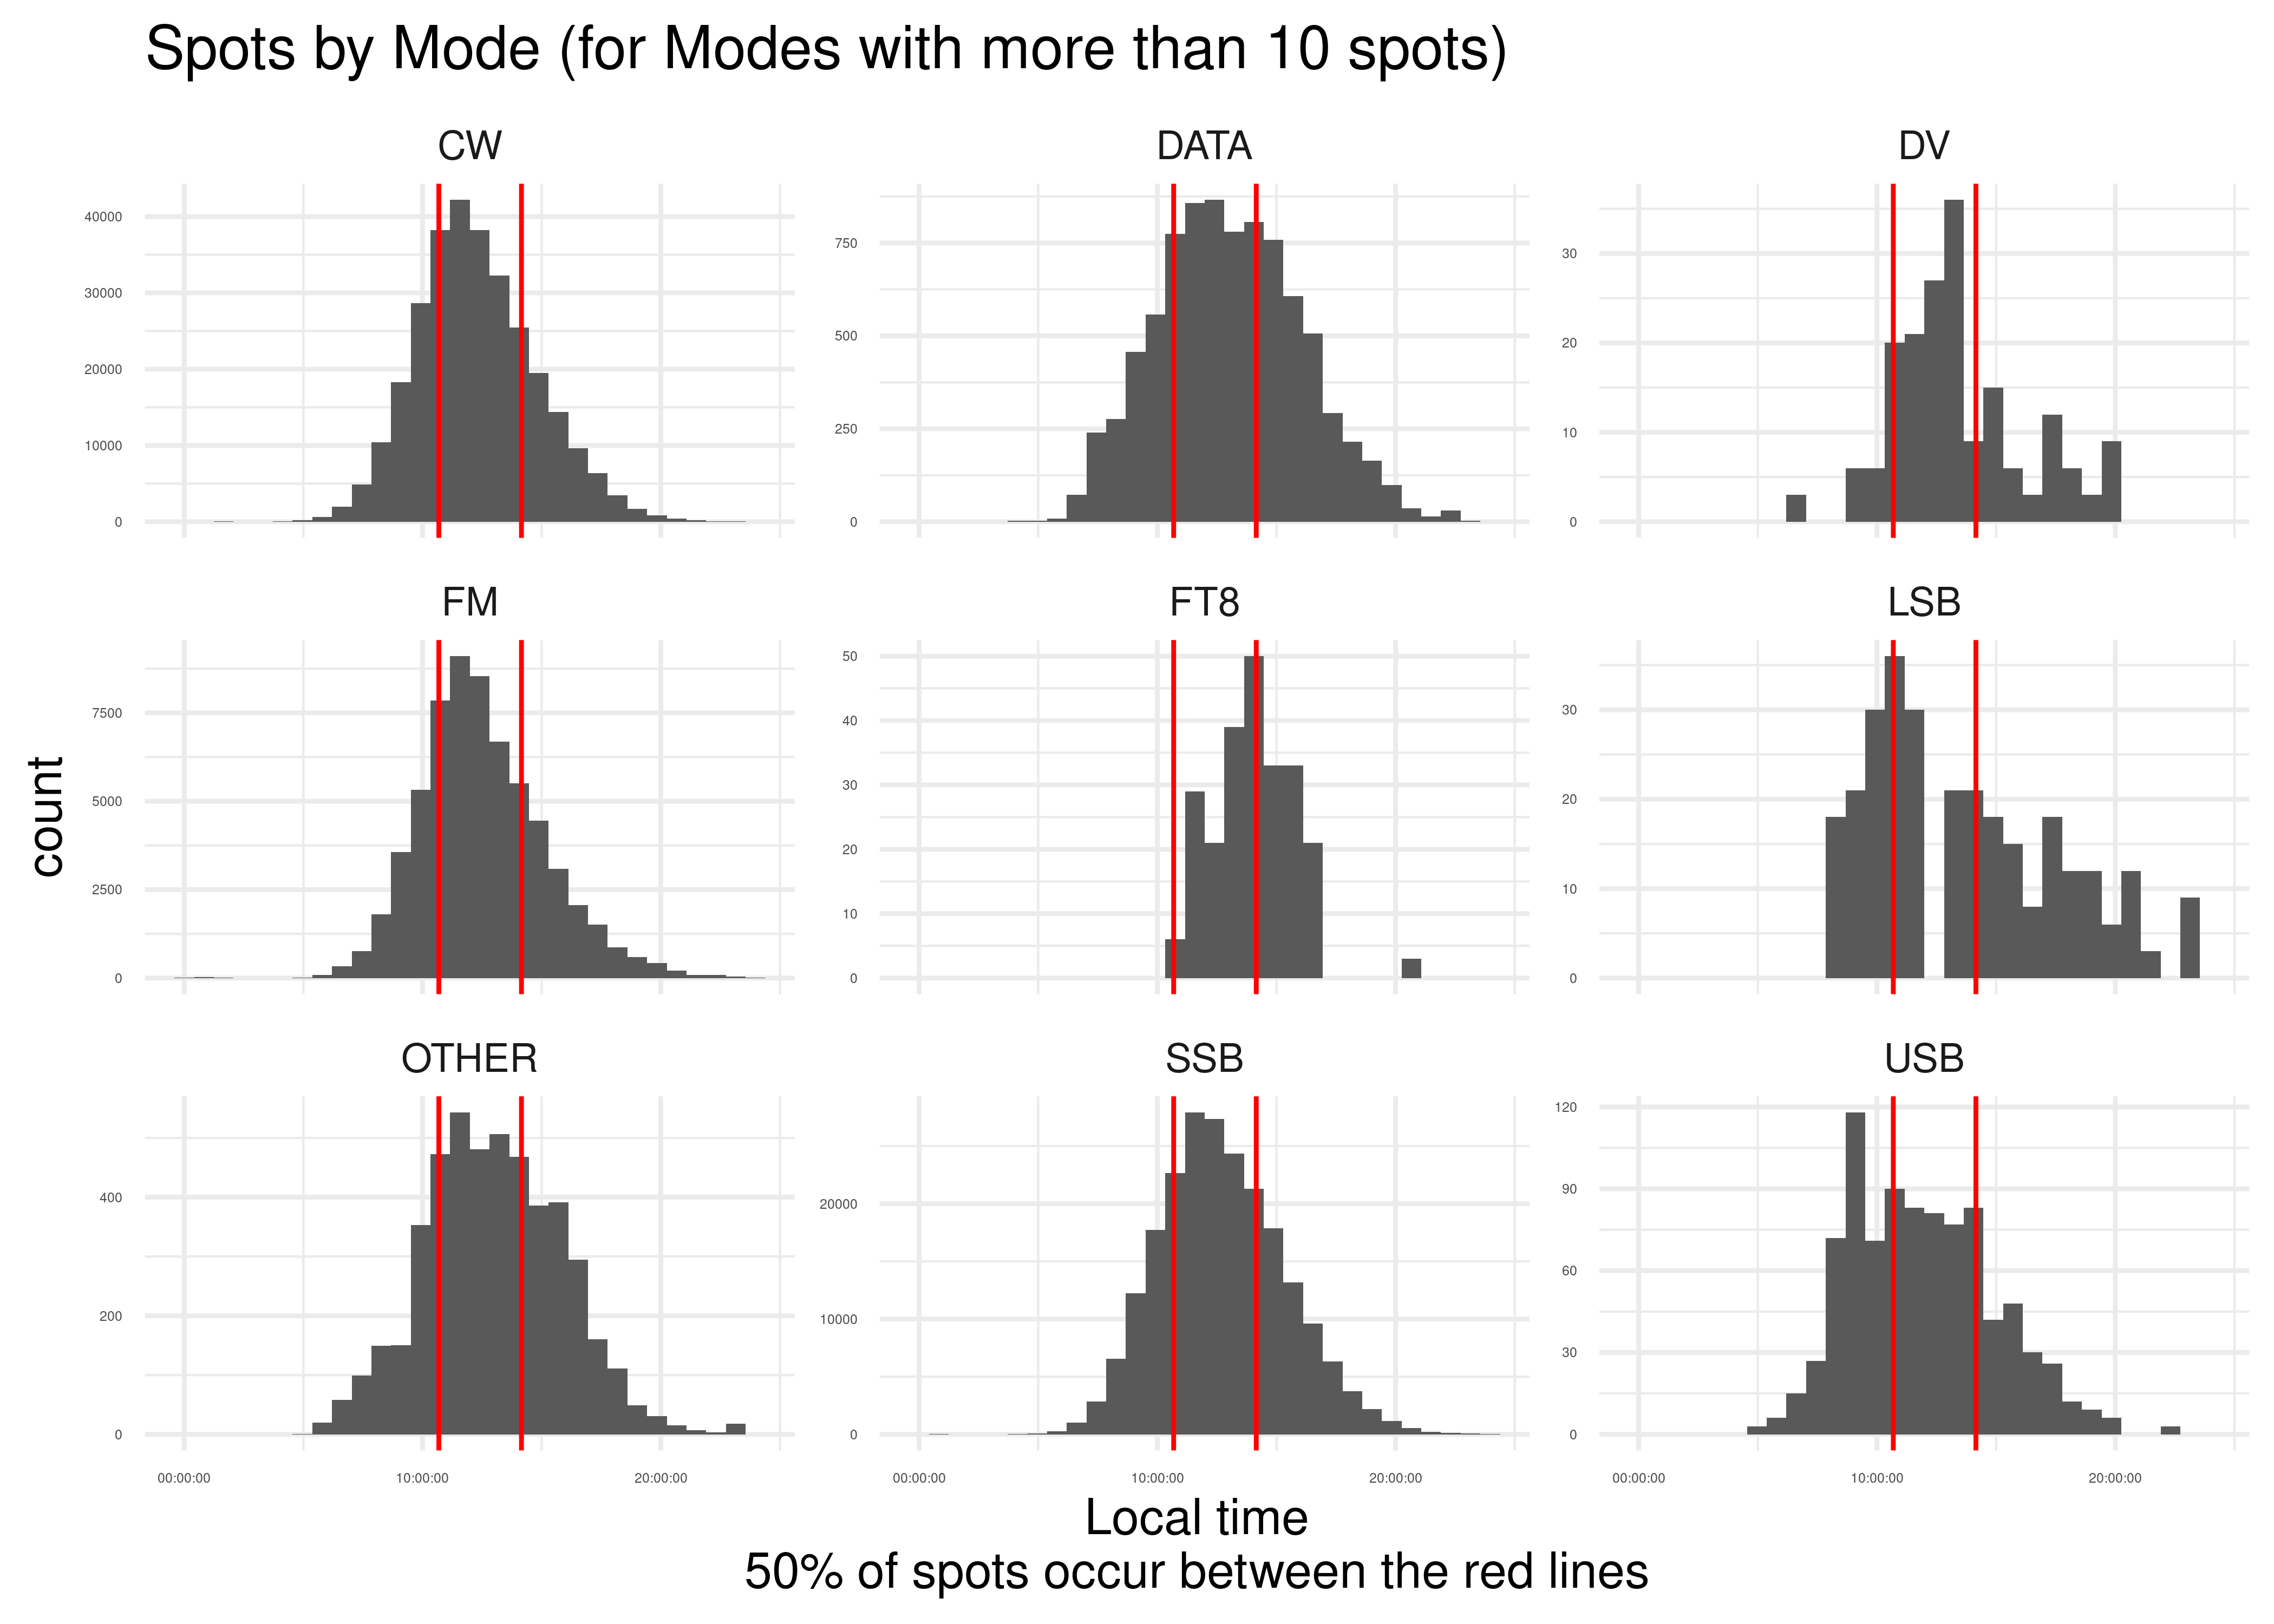 Spots by Mode (for Modes with more than 10 spots)
CW
DATA
DV
40000
30000
20000
10000
0
750
500
250
0
30
20
10
0
FM
FT8
LSB
7500
5000
2500
0
50
40
30
20
10
0
30
20
10
0
count
OTHER
SSB
USB
400
200
0
20000
10000
0
120
90
60
30
0
00:00:00 10:00:00 20:00:00
00:00:00 10:00:00 20:00:00
00:00:00 10:00:00 20:00:00
Local time
50% of spots occur between the red lines